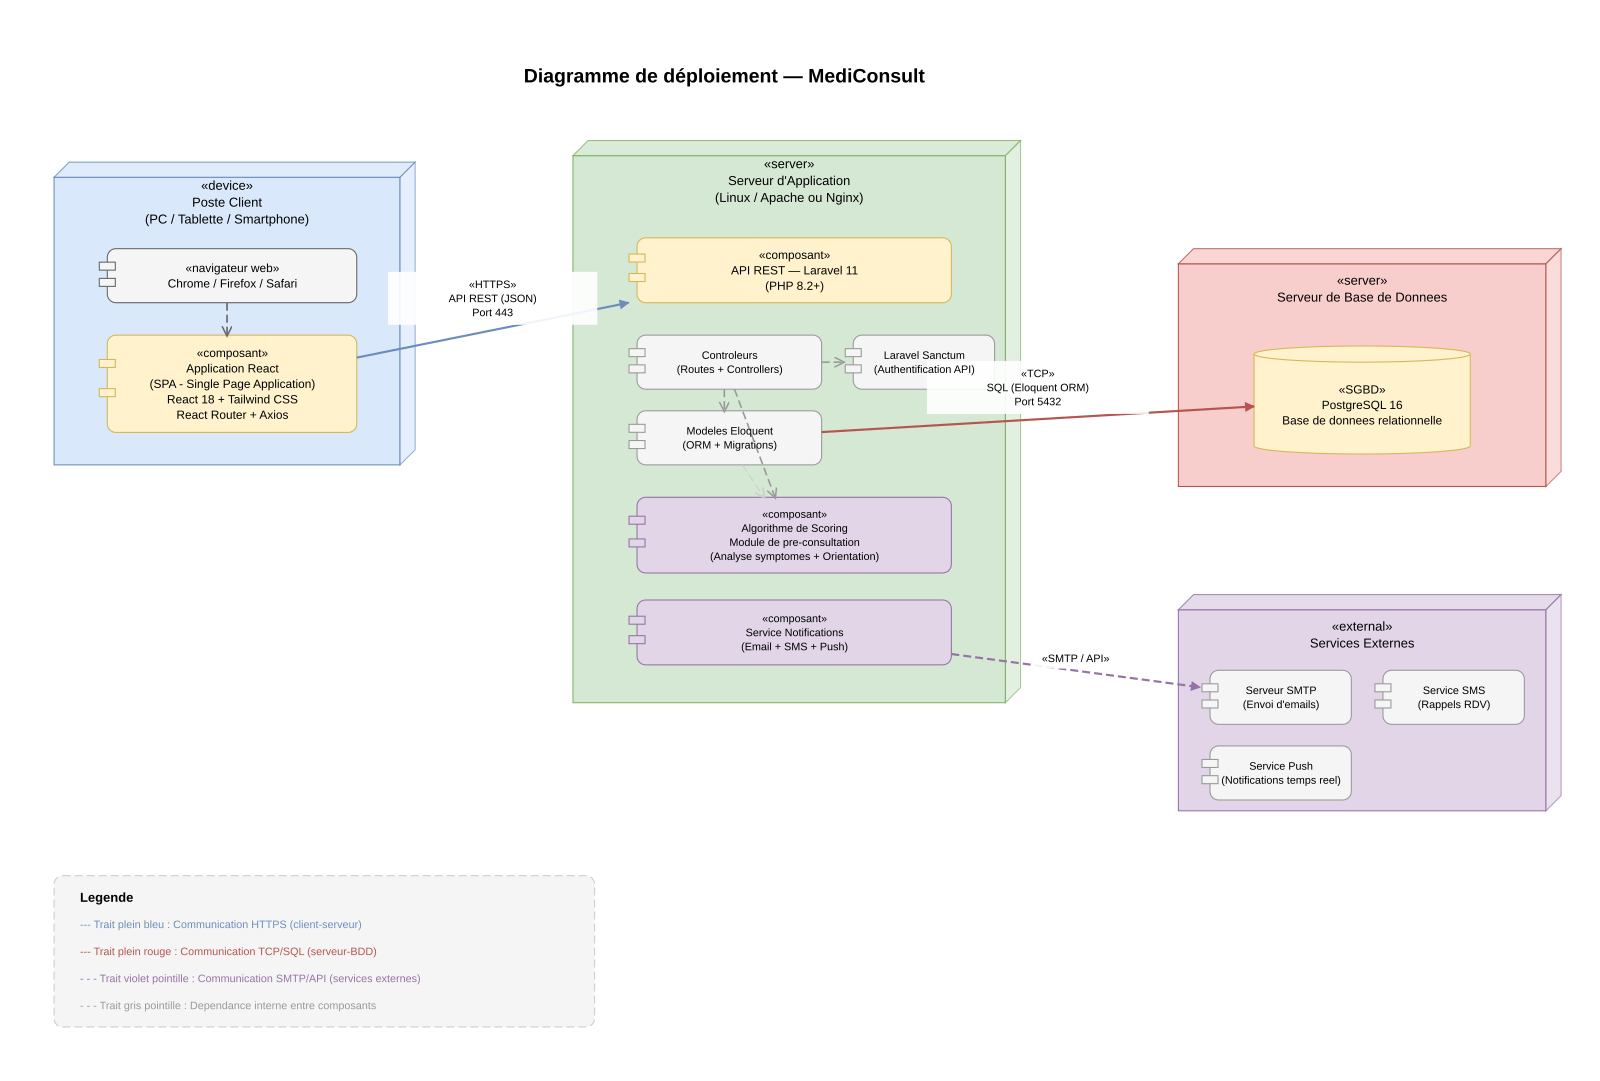 Diagramme de déploiement — MediConsult
«device»
Poste Client
(PC / Tablette / Smartphone)
«navigateur web»
Chrome / Firefox / Safari
«composant»
Application React
(SPA - Single Page Application)
React 18 + Tailwind CSS
React Router + Axios
«HTTPS»
API REST (JSON)
Port 443
«server»
Serveur d'Application
(Linux / Apache ou Nginx)
«composant»
API REST — Laravel 11
(PHP 8.2+)
Controleurs
(Routes + Controllers)
Laravel Sanctum
(Authentification API)
Modeles Eloquent
(ORM + Migrations)
«composant»
Algorithme de Scoring
Module de pre-consultation
(Analyse symptomes + Orientation)
«composant»
Service Notifications
(Email + SMS + Push)
«TCP»
SQL (Eloquent ORM)
Port 5432
«server»
Serveur de Base de Donnees
«SGBD»
PostgreSQL 16
Base de donnees relationnelle
«SMTP / API»
«external»
Services Externes
Serveur SMTP
(Envoi d'emails)
Service SMS
(Rappels RDV)
Service Push
(Notifications temps reel)
Legende
--- Trait plein bleu : Communication HTTPS (client-serveur)
--- Trait plein rouge : Communication TCP/SQL (serveur-BDD)
- - - Trait violet pointille : Communication SMTP/API (services externes)
- - - Trait gris pointille : Dependance interne entre composants